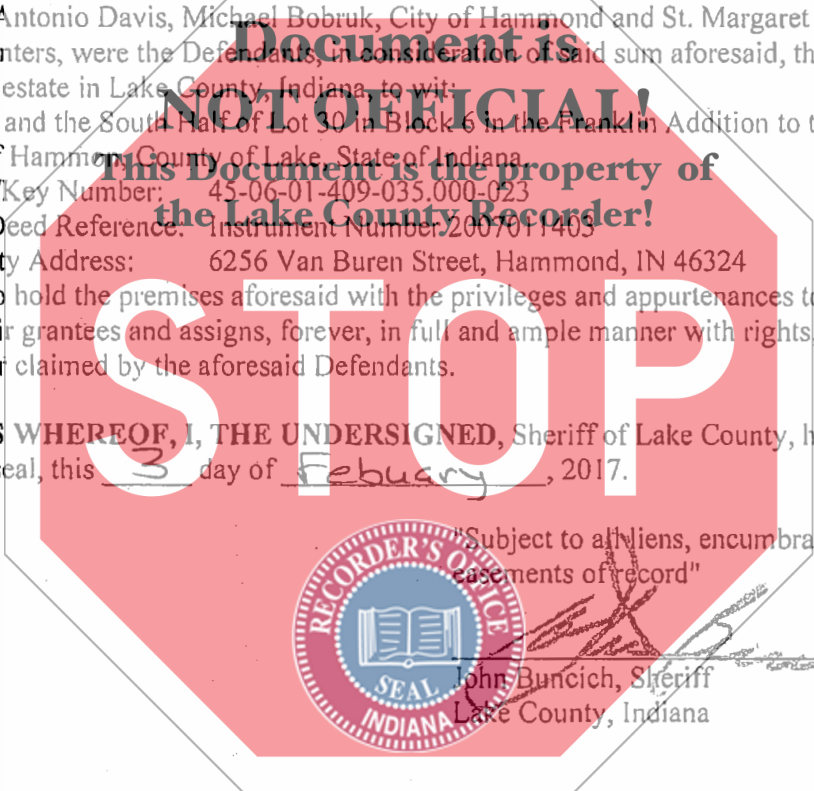 Antonio Davis, Michael Bobruk, City of Hammond and St. Margaret
nters, were the Defendants, in consideration of said sum aforesaid, th
estate in Lake County, Indiana, to wit:
and the South Half of Lot 30 in Block 6 in the Franklin Addition to t
f Hammon, County of Lake, State of Indiana.
Key Number: 45-06-01-409-035.000-023
Deed Reference: Instrument Number 2007011403
ty Address: 6256 Van Buren Street, Hammond, IN 46324
o hold the premises aforesaid with the privileges and appurtenances to
ir grantees and assigns, forever, in full and ample manner with rights,
r claimed by the aforesaid Defendants.
S WHEREOF, I, THE UNDERSIGNED, Sheriff of Lake County, h
eal, this 3 day of Febuary, 2017.
"Subject to all liens, encumbra
easements of record"
John Buncich, Sheriff
Lake County, Indiana
Document is
NOT OFFICIAL!
This Document is the property of
the Lake County Recorder!
STOP
RECORDER'S OFFICE
SEAL
INDIANA